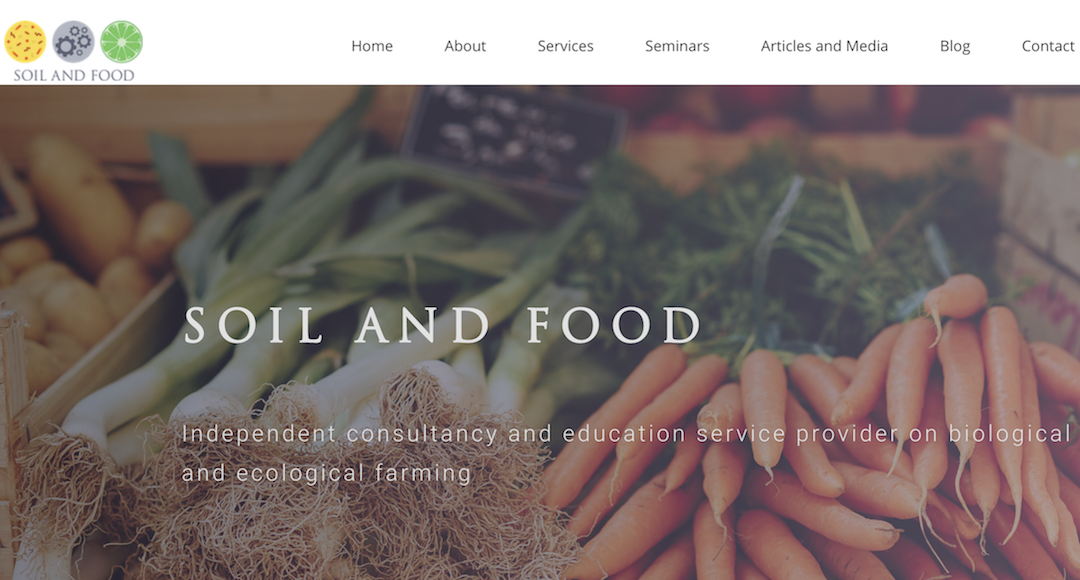 SOIL AND FOOD
Home
About
Services
Seminars
Articles and Media
Blog
Contact
SOIL AND FOOD
Independent consultancy and education service provider on biological
and ecological farming